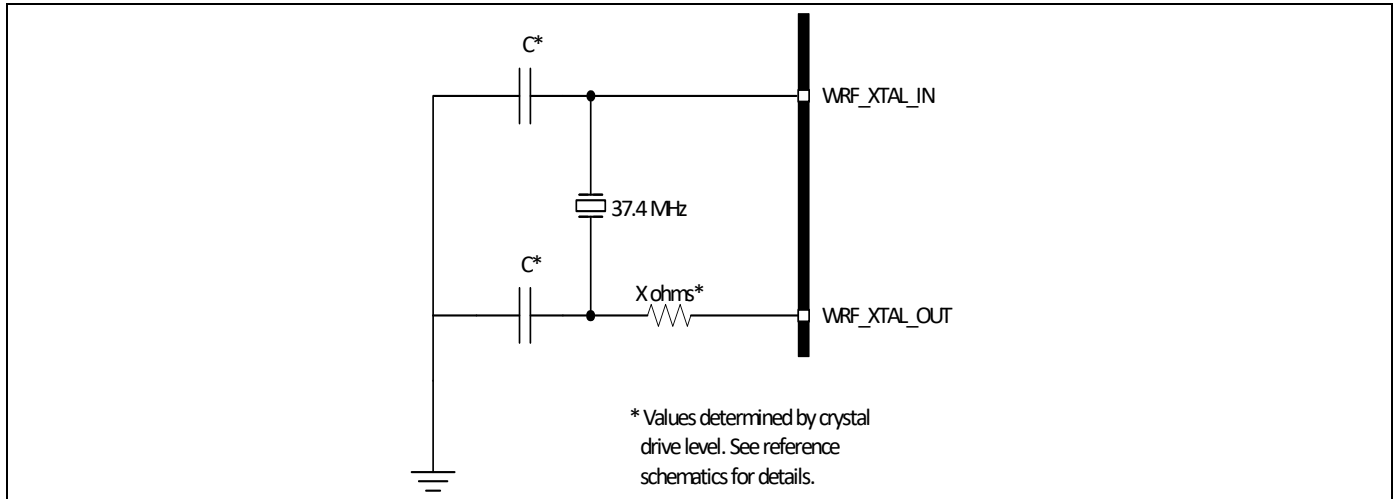 C*
WRF_XTAL_IN
37.4 MHz
C*
X ohms*
WRF_XTAL_OUT
* Values determined by crystal
drive level. See reference
schematics for details.